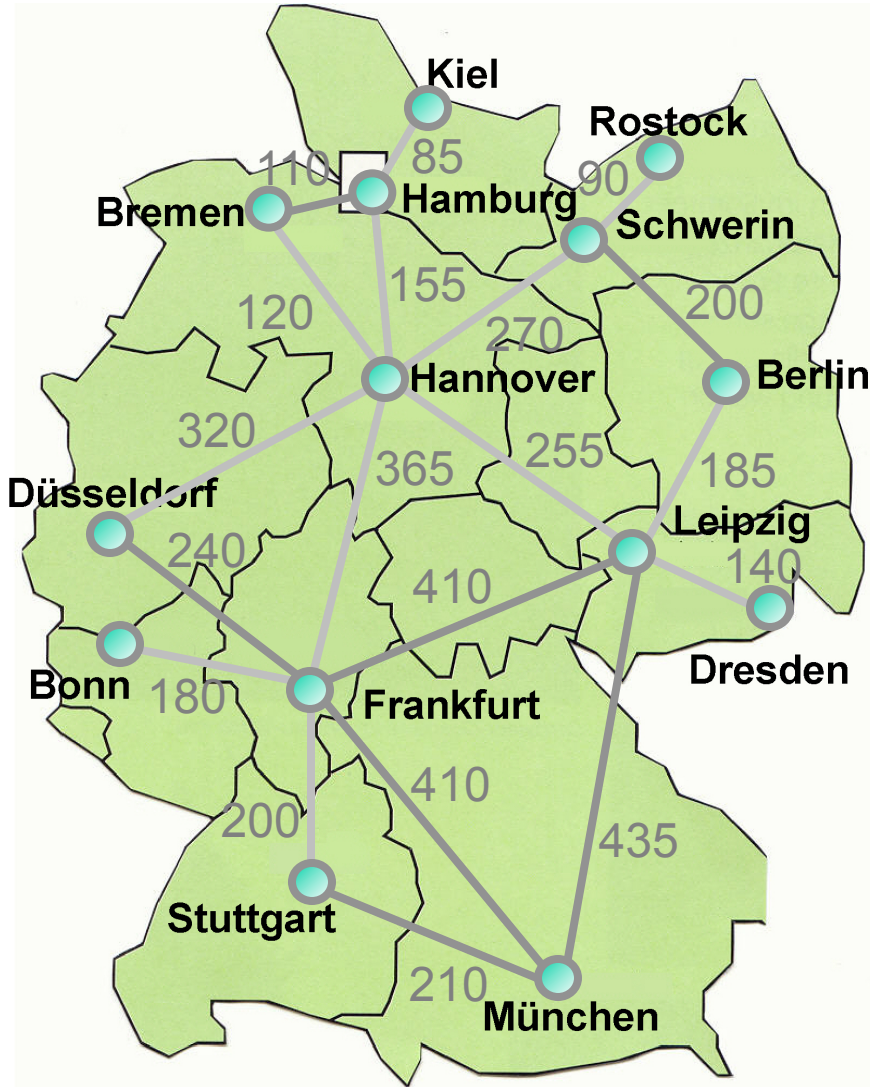 Kiel
Rostock
110
85
90
Bremen
Hamburg
Schwerin
155
200
120
270
Hannover
Berlin
320
255
365
185
Düsseldorf
Leipzig
240
140
410
Dresden
Bonn
180
Frankfurt
410
200
435
Stuttgart
210
München